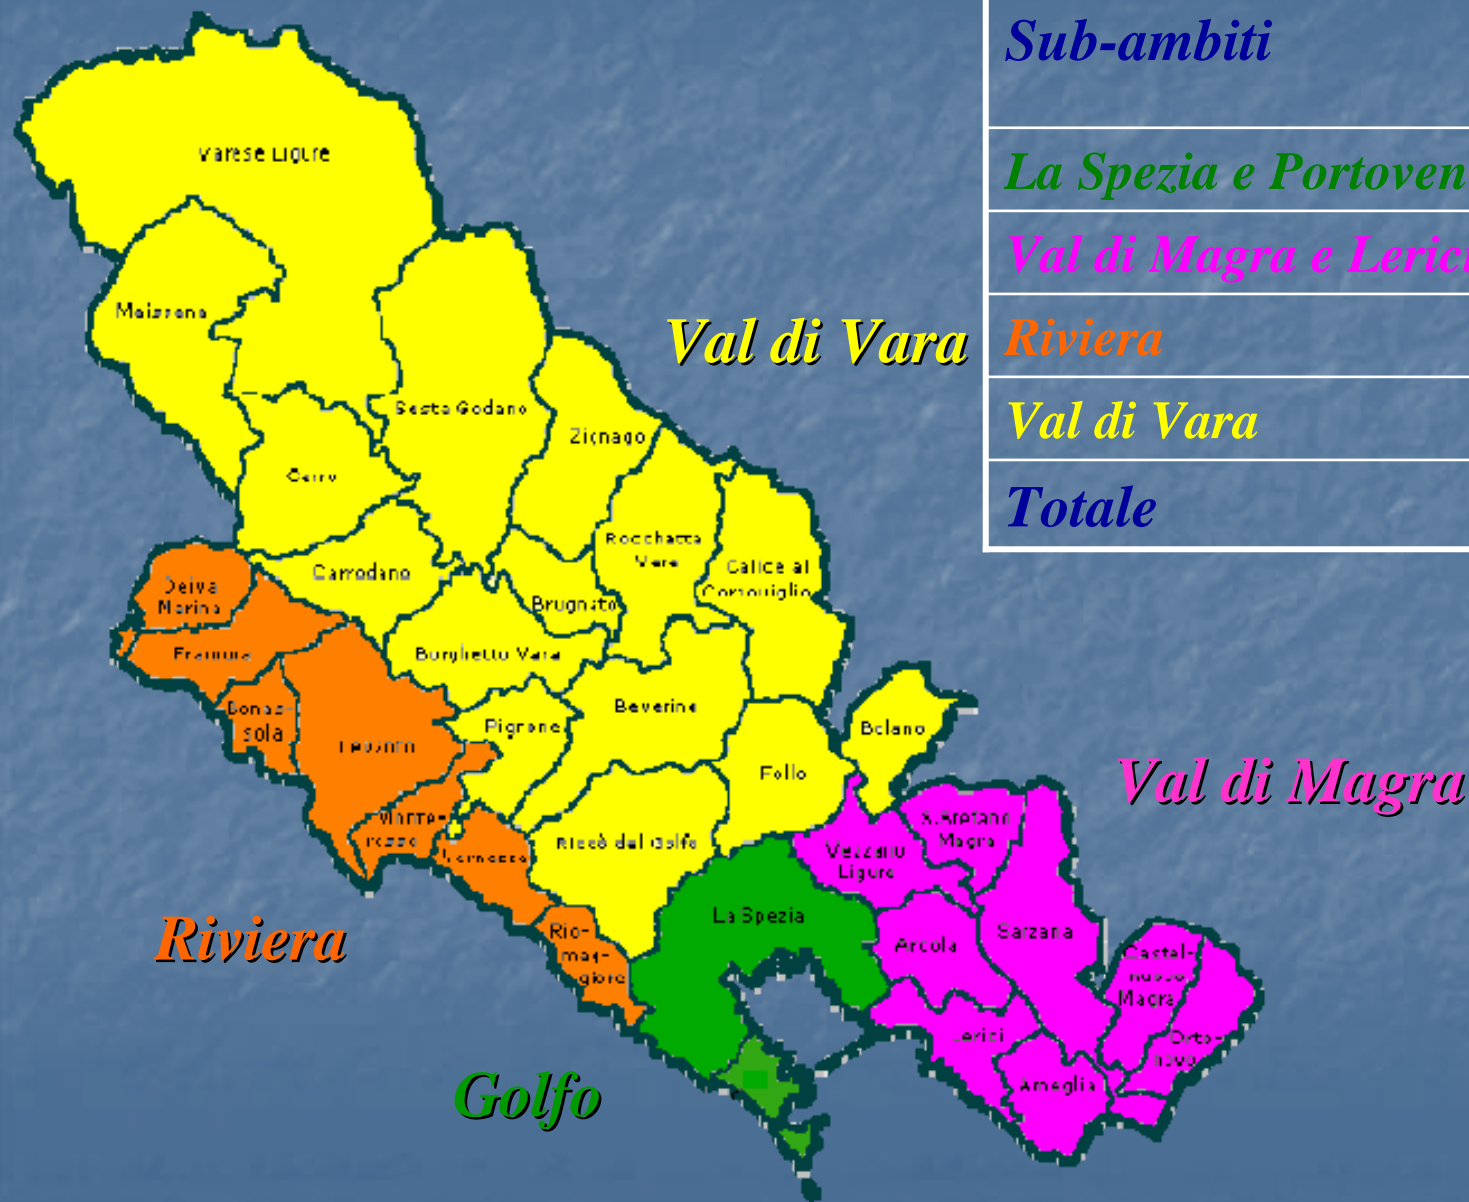 Sub-ambiti
La Spezia e Portoven
Val di Magra e Lerici
Riviera
Val di Vara
Totale
Val di Vara
Val di Magra
Riviera
Golfo
Varese Ligure
Maissana
Sesta Godano
Zignago
Carro
Rocchetta
Vara
Calice al
Cornoviglio
Carrodano
Brugnato
Deiva
Marina
Framura
Borghetto Vara
Bonas-
sola
Levanto
Pignone
Beverino
Bolano
Follo
Monte-
rosso
Vernazza
Riccò del Golfo
S.Stefano
Magra
Vezzano
Ligure
La Spezia
Rio-
mag-
giore
Arcola
Sarzana
Castel-
nuovo
Magra
Lerici
Orto-
novo
Ameglia